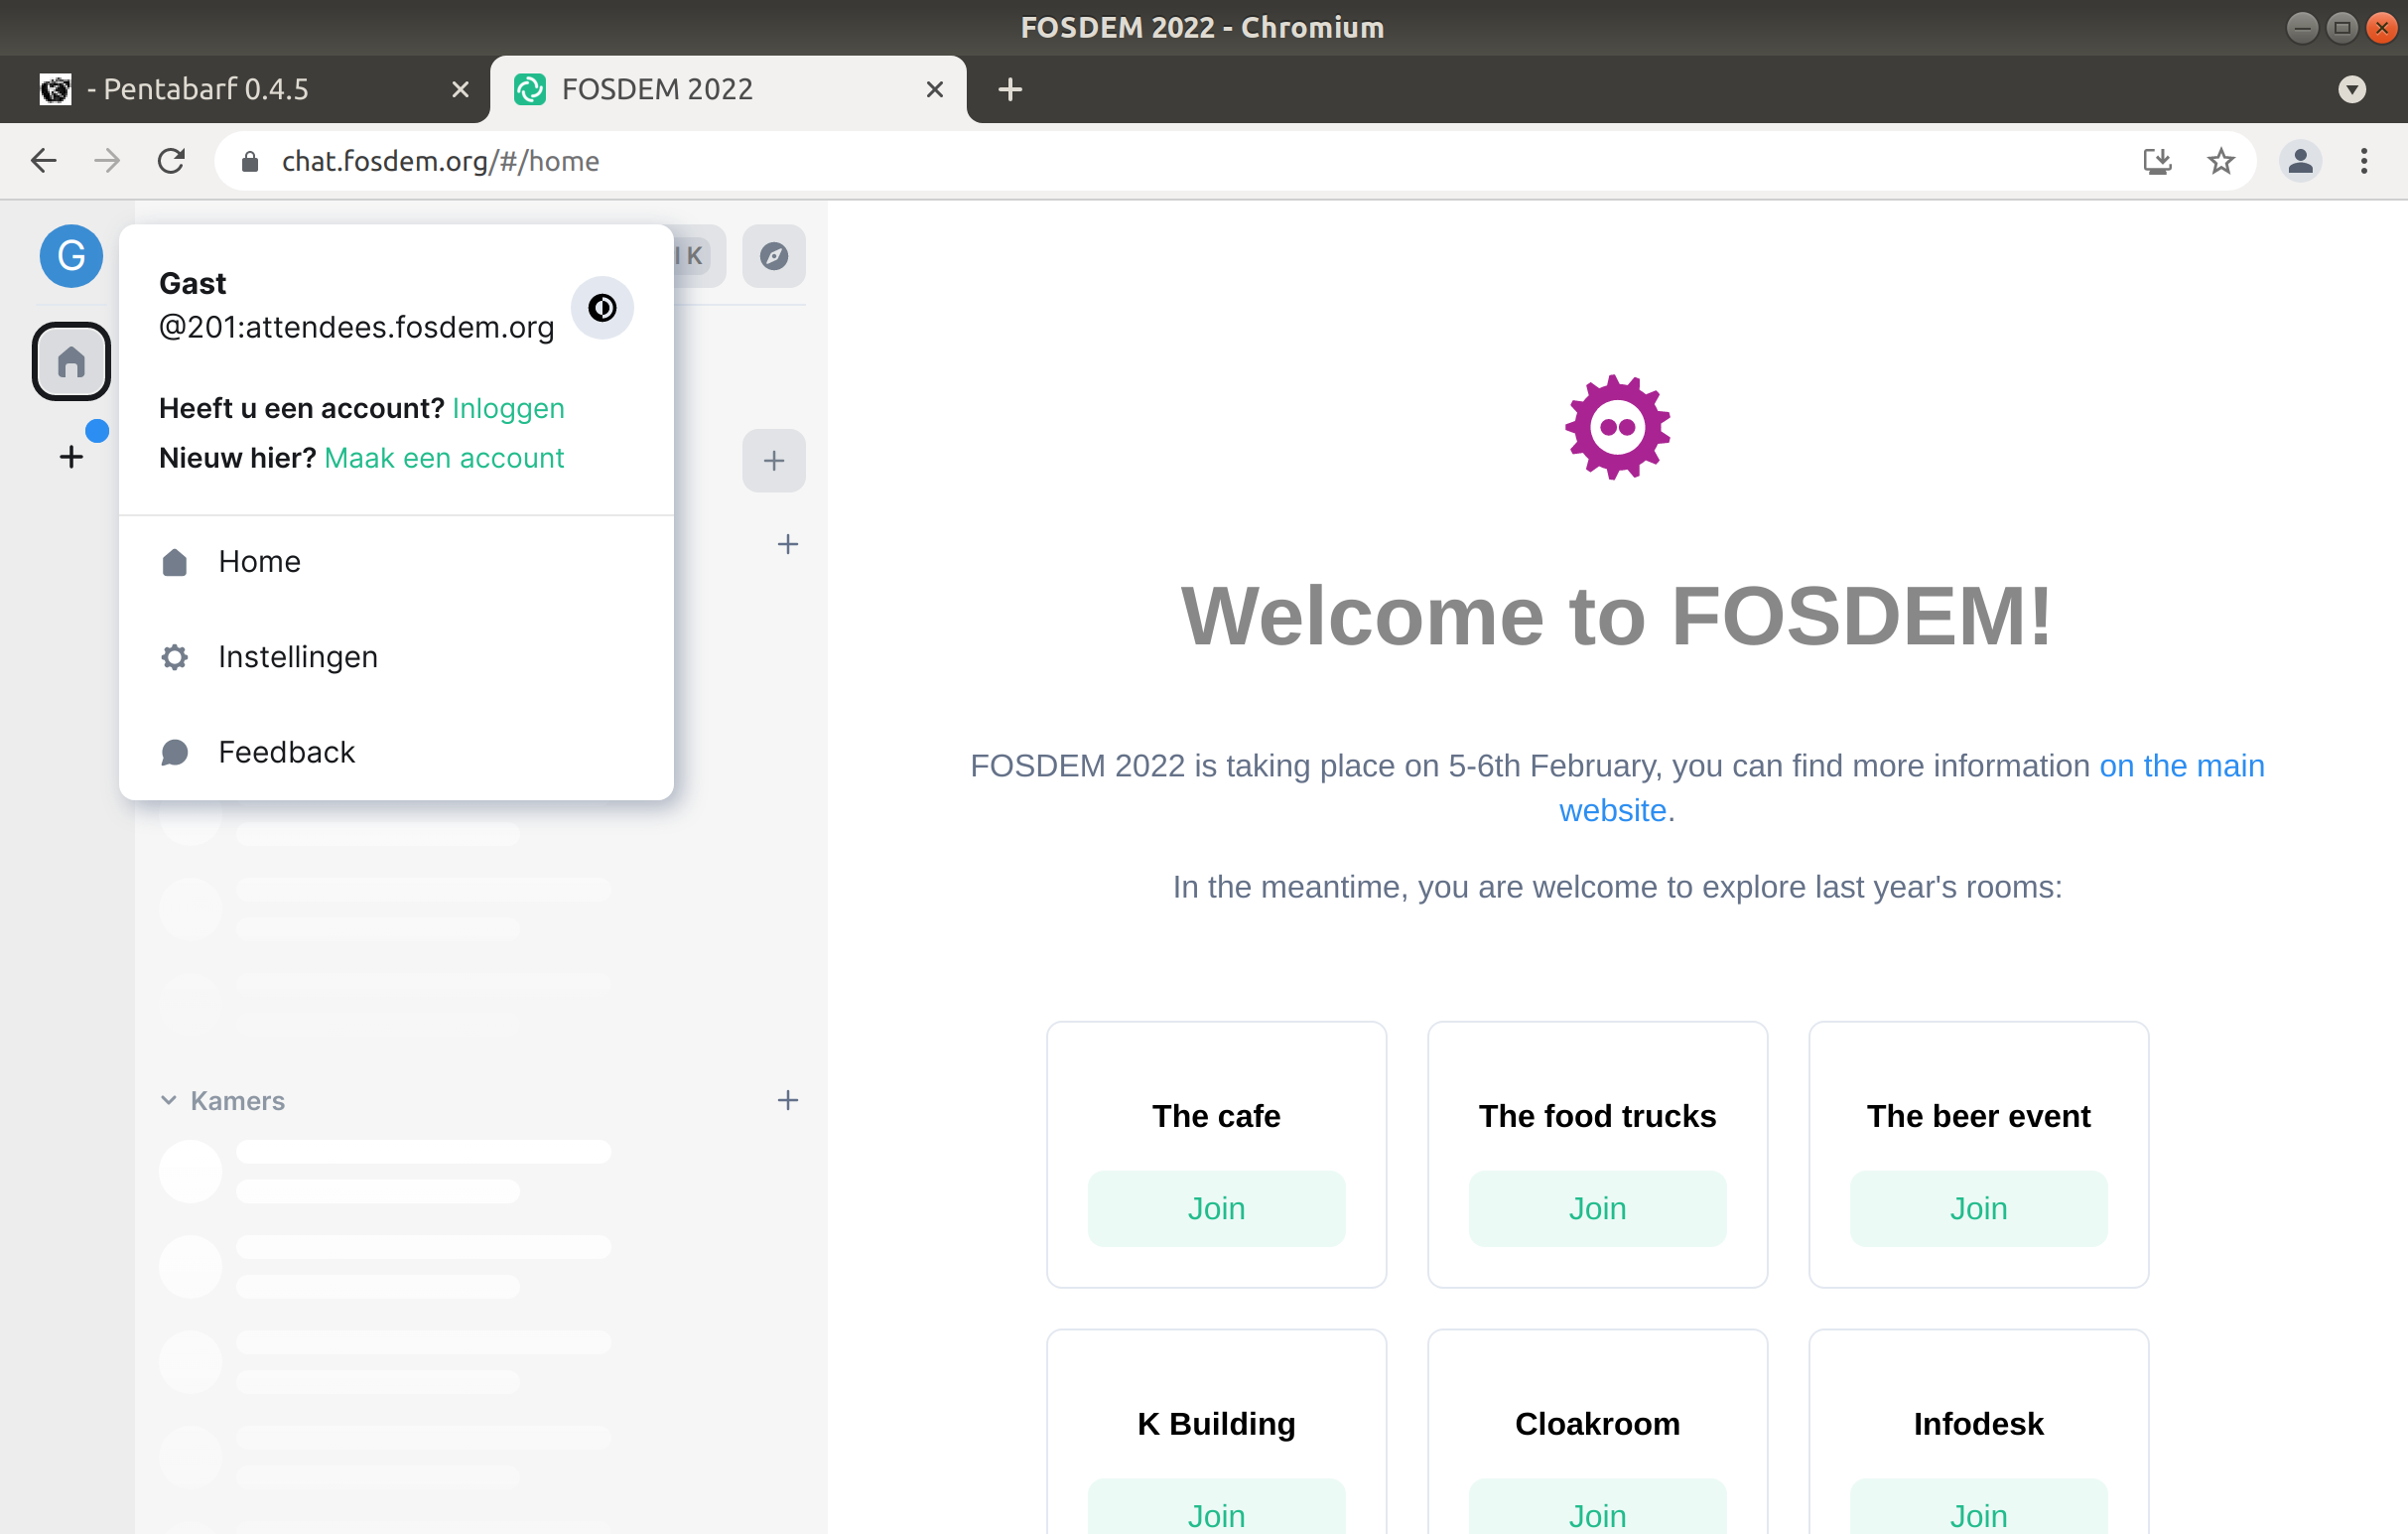 FOSDEM 2022 - Chromium
- Pentabarf 0.4.5
FOSDEM 2022
chat.fosdem.org/#/home
G
Gast
@201:attendees.fosdem.org
K
Heeft u een account? Inloggen
Nieuw hier? Maak een account
Home
Instellingen
Feedback
Kamers
Welcome to FOSDEM!
FOSDEM 2022 is taking place on 5-6th February, you can find more information on the main
website.
In the meantime, you are welcome to explore last year's rooms:
The cafe
The food trucks
The beer event
Join
Join
Join
K Building
Cloakroom
Infodesk
Join
Join
Join